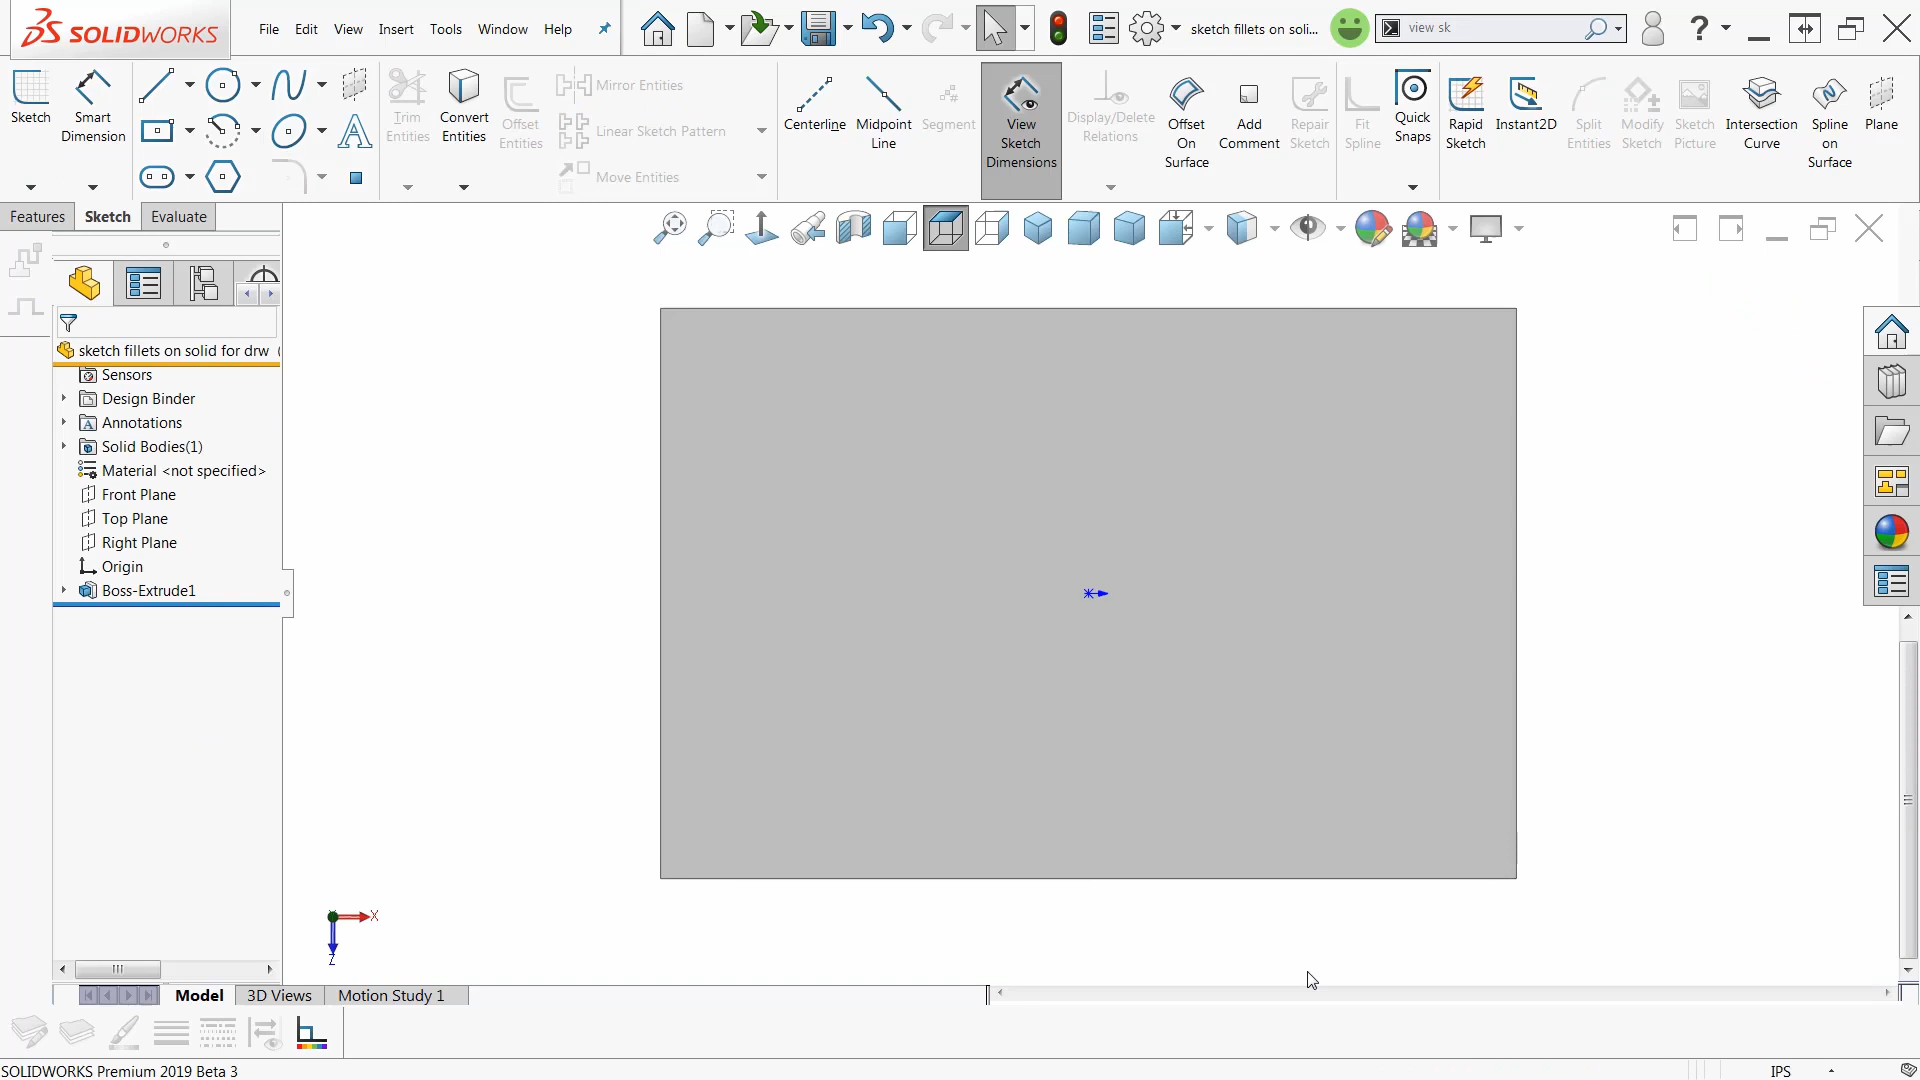 SOLIDWORKS
File Edit View Insert Tools Window Help
sketch fillets on soli...
view sk
Sketch
Smart
Dimension
Trim
Entities
Convert
Entities
Offset
Entities
Mirror Entities
Linear Sketch Pattern
Move Entities
Centerline
Midpoint
Line
Segment
View
Sketch
Dimensions
Display/Delete
Relations
Offset
On
Surface
Add
Comment
Repair
Sketch
Fit
Spline
Quick
Snaps
Rapid
Sketch
Instant2D
Split
Entities
Modify
Sketch
Sketch
Picture
Intersection
Curve
Spline
on
Surface
Plane
Features Sketch Evaluate
sketch fillets on solid for drw (
Sensors
Design Binder
Annotations
Solid Bodies(1)
Material <not specified>
Front Plane
Top Plane
Right Plane
Origin
Boss-Extrude1
X
Z
Model 3D Views Motion Study 1
SOLIDWORKS Premium 2019 Beta 3
IPS